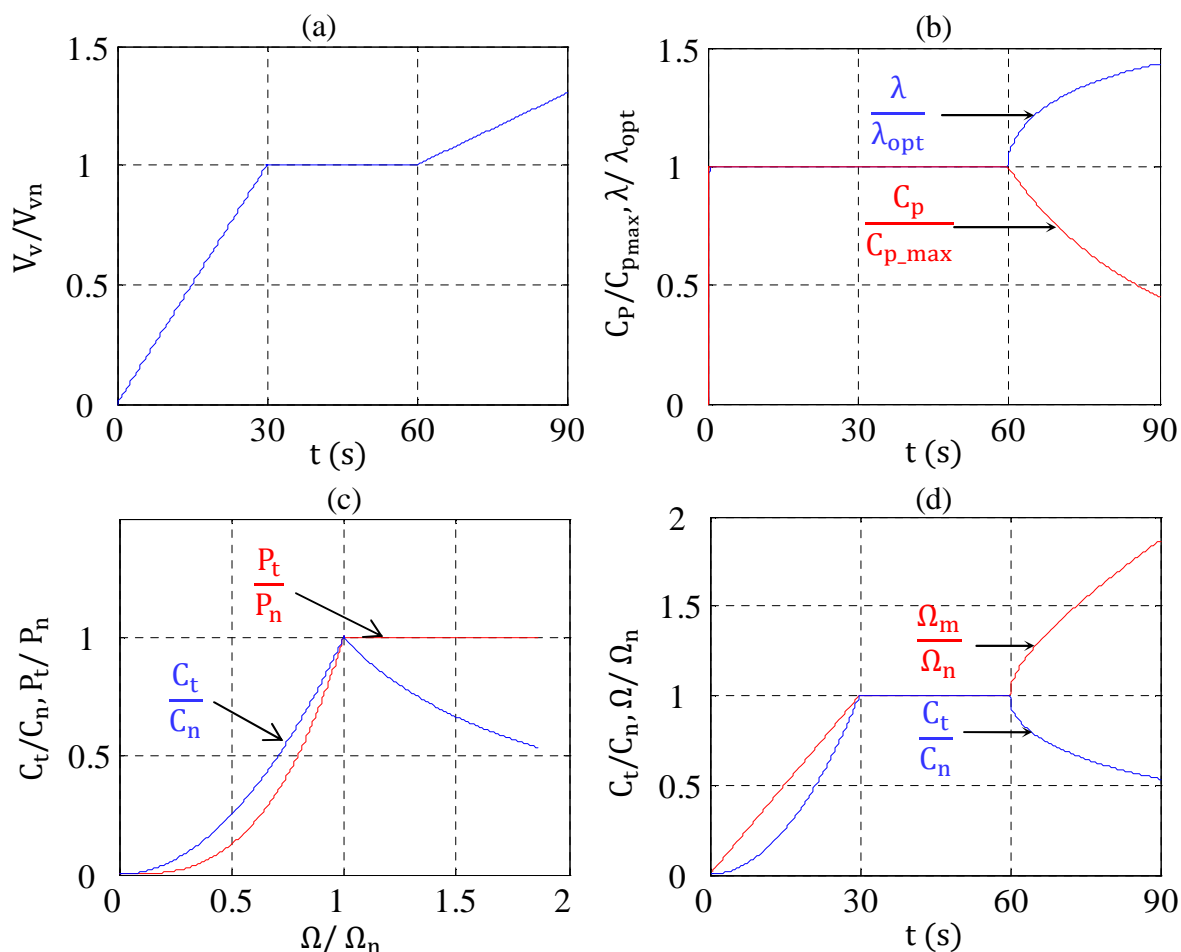 (a)
1.5
1
0.5
0
V_v/V_vn
0 30 60 90
t (s)
(b)
1.5
1
0.5
0
C_P/C_pmax, λ/ λ_opt
λ
λ_opt
C_p
C_p_max
0 30 60 90
t (s)
(c)
1
0.5
0
C_t/C_n, P_t/ P_n
P_t
P_n
C_t
C_n
0 0.5 1 1.5 2
Ω/ Ω_n
(d)
2
1.5
1
0.5
0
C_t/C_n, Ω/ Ω_n
Ω_m
Ω_n
C_t
C_n
0 30 60 90
t (s)